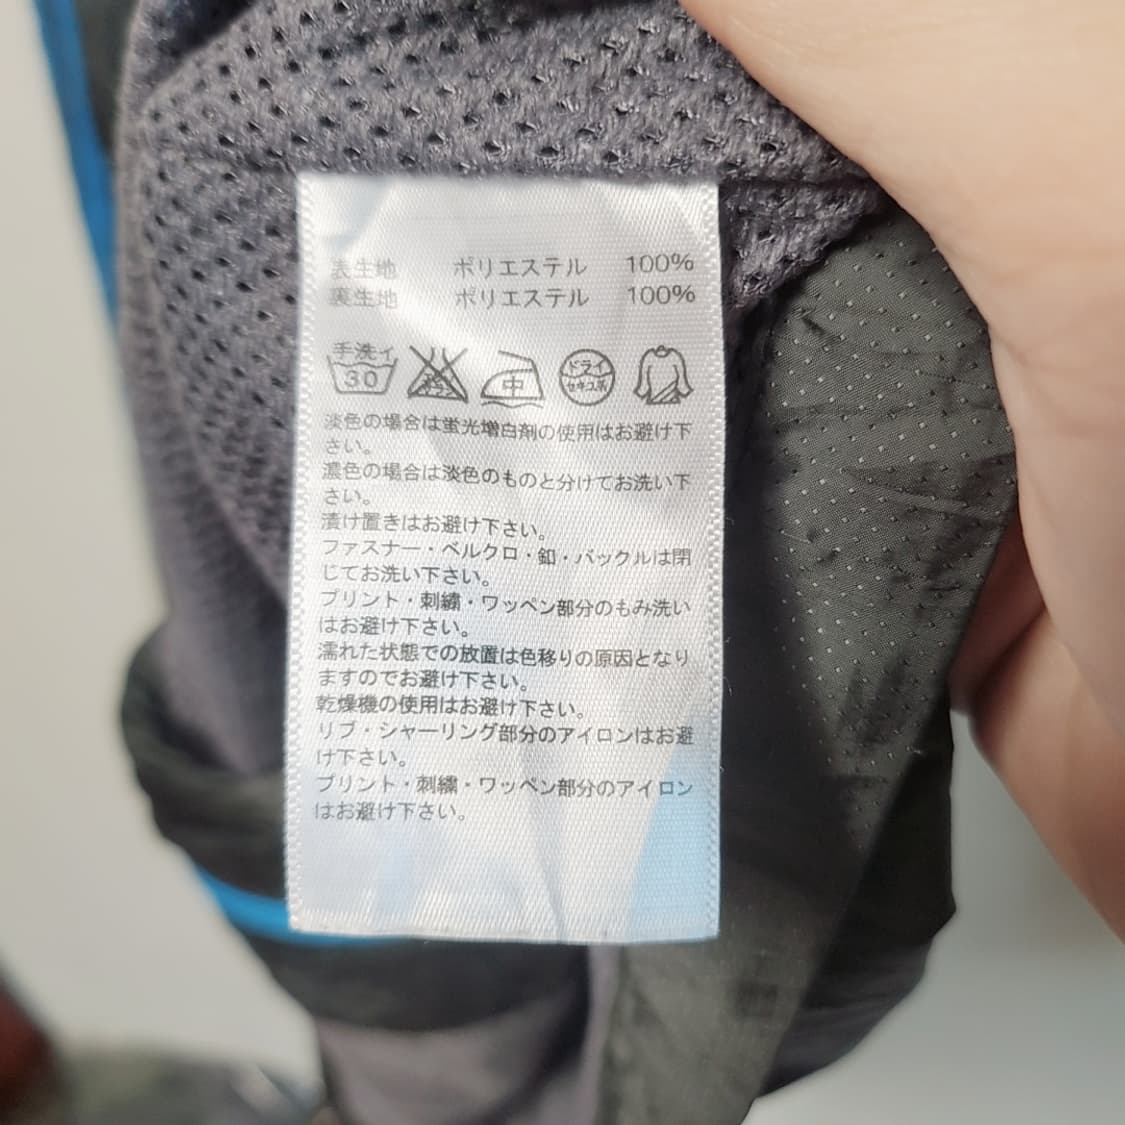 表生地 ポリエステル 100%
裏生地 ポリエステル 100%
手洗イ 30 中 ドライ セキユ系
淡色の場合は蛍光増白剤の使用はお避け下
さい。
濃色の場合は淡色のものと分けてお洗い下
さい。
漬け置きはお避け下さい。
ファスナー・ベルクロ・釦・バックルは閉
じてお洗い下さい。
プリント・刺繍・ワッペン部分のもみ洗い
はお避け下さい。
濡れた状態での放置は色移りの原因となり
ますのでお避け下さい。
乾燥機の使用はお避け下さい。
リブ・シャーリング部分のアイロンはお避
け下さい。
プリント・刺繍・ワッペン部分のアイロン
はお避け下さい。